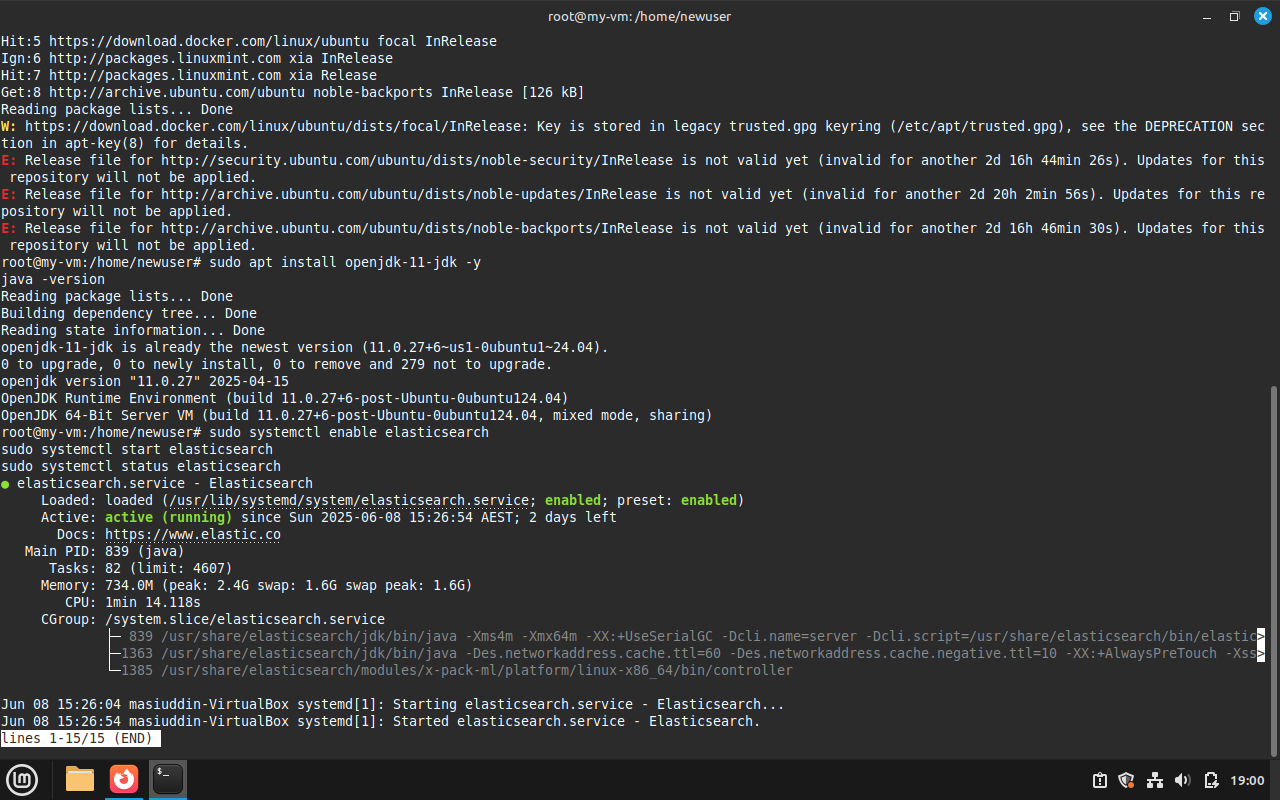 root@my-vm: /home/newuser
Hit:5 https://download.docker.com/linux/ubuntu focal InRelease
Ign:6 http://packages.linuxmint.com xia InRelease
Hit:7 http://packages.linuxmint.com xia Release
Get:8 http://archive.ubuntu.com/ubuntu noble-backports InRelease [126 kB]
Reading package lists... Done
W: https://download.docker.com/linux/ubuntu/dists/focal/InRelease: Key is stored in legacy trusted.gpg keyring (/etc/apt/trusted.gpg), see the DEPRECATION sec
tion in apt-key(8) for details.
E: Release file for http://security.ubuntu.com/ubuntu/dists/noble-security/InRelease is not valid yet (invalid for another 2d 16h 44min 26s). Updates for this
 repository will not be applied.
E: Release file for http://archive.ubuntu.com/ubuntu/dists/noble-updates/InRelease is not valid yet (invalid for another 2d 20h 2min 56s). Updates for this re
pository will not be applied.
E: Release file for http://archive.ubuntu.com/ubuntu/dists/noble-backports/InRelease is not valid yet (invalid for another 2d 16h 46min 30s). Updates for this
 repository will not be applied.
root@my-vm:/home/newuser# sudo apt install openjdk-11-jdk -y
java -version
Reading package lists... Done
Building dependency tree... Done
Reading state information... Done
openjdk-11-jdk is already the newest version (11.0.27+6~us1-0ubuntu1~24.04).
0 to upgrade, 0 to newly install, 0 to remove and 279 not to upgrade.
openjdk version "11.0.27" 2025-04-15
OpenJDK Runtime Environment (build 11.0.27+6-post-Ubuntu-0ubuntu124.04)
OpenJDK 64-Bit Server VM (build 11.0.27+6-post-Ubuntu-0ubuntu124.04, mixed mode, sharing)
root@my-vm:/home/newuser# sudo systemctl enable elasticsearch
sudo systemctl start elasticsearch
sudo systemctl status elasticsearch
● elasticsearch.service - Elasticsearch
     Loaded: loaded (/usr/lib/systemd/system/elasticsearch.service; enabled; preset: enabled)
     Active: active (running) since Sun 2025-06-08 15:26:54 AEST; 2 days left
       Docs: https://www.elastic.co
   Main PID: 839 (java)
      Tasks: 82 (limit: 4607)
     Memory: 734.0M (peak: 2.4G swap: 1.6G swap peak: 1.6G)
        CPU: 1min 14.118s
     CGroup: /system.slice/elasticsearch.service
             ├─ 839 /usr/share/elasticsearch/jdk/bin/java -Xms4m -Xmx64m -XX:+UseSerialGC -Dcli.name=server -Dcli.script=/usr/share/elasticsearch/bin/elastic>
             ├─1363 /usr/share/elasticsearch/jdk/bin/java -Des.networkaddress.cache.ttl=60 -Des.networkaddress.cache.negative.ttl=10 -XX:+AlwaysPreTouch -Xss>
             └─1385 /usr/share/elasticsearch/modules/x-pack-ml/platform/linux-x86_64/bin/controller
Jun 08 15:26:04 masiuddin-VirtualBox systemd[1]: Starting elasticsearch.service - Elasticsearch...
Jun 08 15:26:54 masiuddin-VirtualBox systemd[1]: Started elasticsearch.service - Elasticsearch.
lines 1-15/15 (END)
19:00